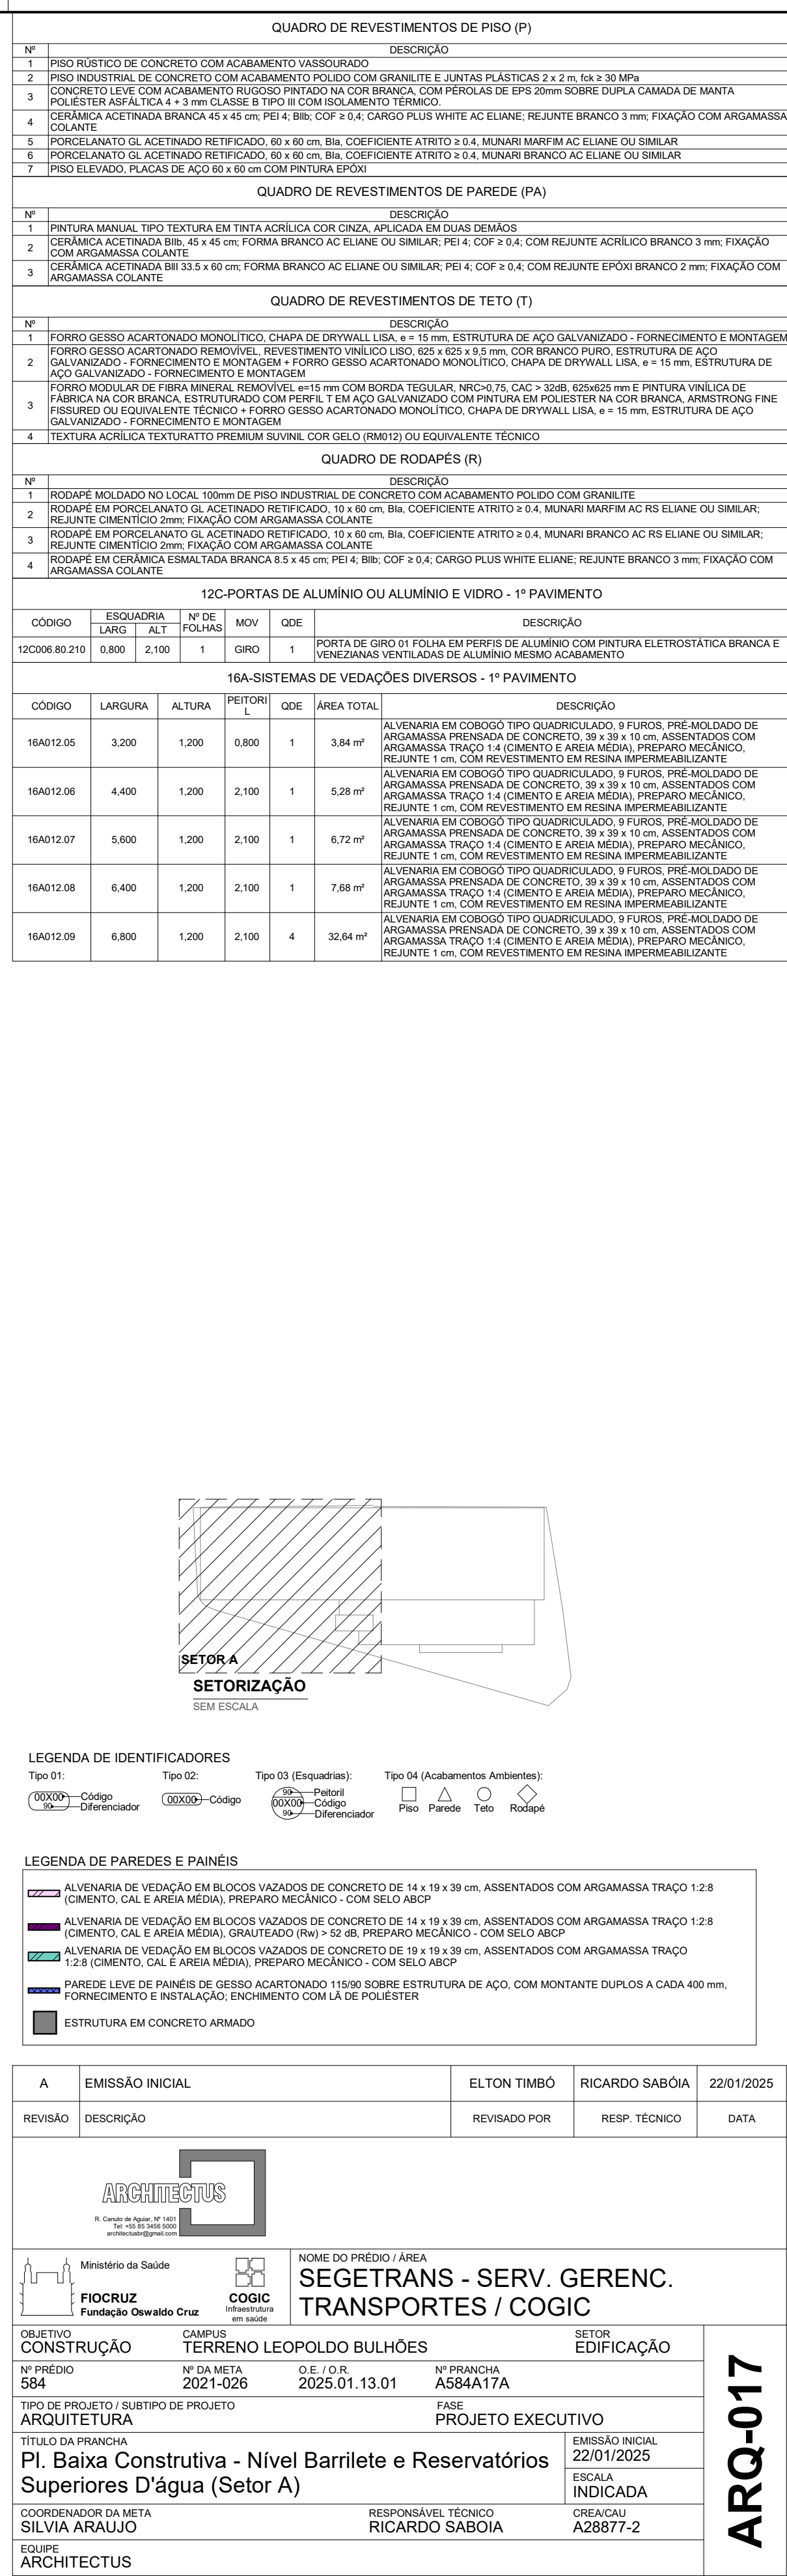 QUADRO DE REVESTIMENTOS DE PISO (P)
Nº DESCRIÇÃO
1 PISO RÚSTICO DE CONCRETO COM ACABAMENTO VASSOURADO
2 PISO INDUSTRIAL DE CONCRETO COM ACABAMENTO POLIDO COM GRANILITE E JUNTAS PLÁSTICAS 2 x 2 m, fck ≥ 30 MPa
3 CONCRETO LEVE COM ACABAMENTO RUGOSO PINTADO NA COR BRANCA, COM PÉROLAS DE EPS 20mm SOBRE DUPLA CAMADA DE MANTA
POLIÉSTER ASFÁLTICA 4 + 3 mm CLASSE B TIPO III COM ISOLAMENTO TÉRMICO.
4 CERÂMICA ACETINADA BRANCA 45 x 45 cm; PEI 4; BIIb; COF ≥ 0,4; CARGO PLUS WHITE AC ELIANE; REJUNTE BRANCO 3 mm; FIXAÇÃO COM ARGAMASSA
COLANTE
5 PORCELANATO GL ACETINADO RETIFICADO, 60 x 60 cm, BIa, COEFICIENTE ATRITO ≥ 0.4, MUNARI MARFIM AC ELIANE OU SIMILAR
6 PORCELANATO GL ACETINADO RETIFICADO, 60 x 60 cm, BIa, COEFICIENTE ATRITO ≥ 0.4, MUNARI BRANCO AC ELIANE OU SIMILAR
7 PISO ELEVADO, PLACAS DE AÇO 60 x 60 cm COM PINTURA EPÓXI
QUADRO DE REVESTIMENTOS DE PAREDE (PA)
Nº DESCRIÇÃO
1 PINTURA MANUAL TIPO TEXTURA EM TINTA ACRÍLICA COR CINZA, APLICADA EM DUAS DEMÃOS
2 CERÂMICA ACETINADA BIIb, 45 x 45 cm; FORMA BRANCO AC ELIANE OU SIMILAR; PEI 4; COF ≥ 0,4; COM REJUNTE ACRÍLICO BRANCO 3 mm; FIXAÇÃO
COM ARGAMASSA COLANTE
3 CERÂMICA ACETINADA BIII 33.5 x 60 cm; FORMA BRANCO AC ELIANE OU SIMILAR; PEI 4; COF ≥ 0,4; COM REJUNTE EPÓXI BRANCO 2 mm; FIXAÇÃO COM
ARGAMASSA COLANTE
QUADRO DE REVESTIMENTOS DE TETO (T)
Nº DESCRIÇÃO
1 FORRO GESSO ACARTONADO MONOLÍTICO, CHAPA DE DRYWALL LISA, e = 15 mm, ESTRUTURA DE AÇO GALVANIZADO - FORNECIMENTO E MONTAGEM
2 FORRO GESSO ACARTONADO REMOVÍVEL, REVESTIMENTO VINÍLICO LISO, 625 x 625 x 9,5 mm, COR BRANCO PURO, ESTRUTURA DE AÇO
GALVANIZADO - FORNECIMENTO E MONTAGEM + FORRO GESSO ACARTONADO MONOLÍTICO, CHAPA DE DRYWALL LISA, e = 15 mm, ESTRUTURA DE
AÇO GALVANIZADO - FORNECIMENTO E MONTAGEM
3 FORRO MODULAR DE FIBRA MINERAL REMOVÍVEL e=15 mm COM BORDA TEGULAR, NRC>0,75, CAC > 32dB, 625x625 mm E PINTURA VINÍLICA DE
FÁBRICA NA COR BRANCA, ESTRUTURADO COM PERFIL T EM AÇO GALVANIZADO COM PINTURA EM POLIESTER NA COR BRANCA, ARMSTRONG FINE
FISSURED OU EQUIVALENTE TÉCNICO + FORRO GESSO ACARTONADO MONOLÍTICO, CHAPA DE DRYWALL LISA, e = 15 mm, ESTRUTURA DE AÇO
GALVANIZADO - FORNECIMENTO E MONTAGEM
4 TEXTURA ACRÍLICA TEXTURATTO PREMIUM SUVINIL COR GELO (RM012) OU EQUIVALENTE TÉCNICO
QUADRO DE RODAPÉS (R)
Nº DESCRIÇÃO
1 RODAPÉ MOLDADO NO LOCAL 100mm DE PISO INDUSTRIAL DE CONCRETO COM ACABAMENTO POLIDO COM GRANILITE
2 RODAPÉ EM PORCELANATO GL ACETINADO RETIFICADO, 10 x 60 cm, BIa, COEFICIENTE ATRITO ≥ 0.4, MUNARI MARFIM AC RS ELIANE OU SIMILAR;
REJUNTE CIMENTÍCIO 2mm; FIXAÇÃO COM ARGAMASSA COLANTE
3 RODAPÉ EM PORCELANATO GL ACETINADO RETIFICADO, 10 x 60 cm, BIa, COEFICIENTE ATRITO ≥ 0.4, MUNARI BRANCO AC RS ELIANE OU SIMILAR;
REJUNTE CIMENTÍCIO 2mm; FIXAÇÃO COM ARGAMASSA COLANTE
4 RODAPÉ EM CERÂMICA ESMALTADA BRANCA 8.5 x 45 cm; PEI 4; BIIb; COF ≥ 0,4; CARGO PLUS WHITE ELIANE; REJUNTE BRANCO 3 mm; FIXAÇÃO COM
ARGAMASSA COLANTE
12C-PORTAS DE ALUMÍNIO OU ALUMÍNIO E VIDRO - 1º PAVIMENTO
CÓDIGO ESQUADRIA LARG ALT Nº DE FOLHAS MOV QDE DESCRIÇÃO
12C006.80.210 0,800 2,100 1 GIRO 1 PORTA DE GIRO 01 FOLHA EM PERFIS DE ALUMÍNIO COM PINTURA ELETROSTÁTICA BRANCA E
VENEZIANAS VENTILADAS DE ALUMÍNIO MESMO ACABAMENTO
16A-SISTEMAS DE VEDAÇÕES DIVERSOS - 1º PAVIMENTO
CÓDIGO LARGURA ALTURA PEITORI L QDE ÁREA TOTAL DESCRIÇÃO
16A012.05 3,200 1,200 0,800 1 3,84 m² ALVENARIA EM COBOGÓ TIPO QUADRICULADO, 9 FUROS, PRÉ-MOLDADO DE
ARGAMASSA PRENSADA DE CONCRETO, 39 x 39 x 10 cm, ASSENTADOS COM
ARGAMASSA TRAÇO 1:4 (CIMENTO E AREIA MÉDIA), PREPARO MECÂNICO,
REJUNTE 1 cm, COM REVESTIMENTO EM RESINA IMPERMEABILIZANTE
16A012.06 4,400 1,200 2,100 1 5,28 m² ALVENARIA EM COBOGÓ TIPO QUADRICULADO, 9 FUROS, PRÉ-MOLDADO DE
ARGAMASSA PRENSADA DE CONCRETO, 39 x 39 x 10 cm, ASSENTADOS COM
ARGAMASSA TRAÇO 1:4 (CIMENTO E AREIA MÉDIA), PREPARO MECÂNICO,
REJUNTE 1 cm, COM REVESTIMENTO EM RESINA IMPERMEABILIZANTE
16A012.07 5,600 1,200 2,100 1 6,72 m² ALVENARIA EM COBOGÓ TIPO QUADRICULADO, 9 FUROS, PRÉ-MOLDADO DE
ARGAMASSA PRENSADA DE CONCRETO, 39 x 39 x 10 cm, ASSENTADOS COM
ARGAMASSA TRAÇO 1:4 (CIMENTO E AREIA MÉDIA), PREPARO MECÂNICO,
REJUNTE 1 cm, COM REVESTIMENTO EM RESINA IMPERMEABILIZANTE
16A012.08 6,400 1,200 2,100 1 7,68 m² ALVENARIA EM COBOGÓ TIPO QUADRICULADO, 9 FUROS, PRÉ-MOLDADO DE
ARGAMASSA PRENSADA DE CONCRETO, 39 x 39 x 10 cm, ASSENTADOS COM
ARGAMASSA TRAÇO 1:4 (CIMENTO E AREIA MÉDIA), PREPARO MECÂNICO,
REJUNTE 1 cm, COM REVESTIMENTO EM RESINA IMPERMEABILIZANTE
16A012.09 6,800 1,200 2,100 4 32,64 m² ALVENARIA EM COBOGÓ TIPO QUADRICULADO, 9 FUROS, PRÉ-MOLDADO DE
ARGAMASSA PRENSADA DE CONCRETO, 39 x 39 x 10 cm, ASSENTADOS COM
ARGAMASSA TRAÇO 1:4 (CIMENTO E AREIA MÉDIA), PREPARO MECÂNICO,
REJUNTE 1 cm, COM REVESTIMENTO EM RESINA IMPERMEABILIZANTE
SETOR A
SETORIZAÇÃO
SEM ESCALA
LEGENDA DE IDENTIFICADORES
Tipo 01: Tipo 02: Tipo 03 (Esquadrias): Tipo 04 (Acabamentos Ambientes):
00X00 Código
90 Diferenciador
00X00 Código
90 Peitoril
00X00 Código
90 Diferenciador
Piso Parede Teto Rodapé
LEGENDA DE PAREDES E PAINÉIS
ALVENARIA DE VEDAÇÃO EM BLOCOS VAZADOS DE CONCRETO DE 14 x 19 x 39 cm, ASSENTADOS COM ARGAMASSA TRAÇO 1:2:8
(CIMENTO, CAL E AREIA MÉDIA), PREPARO MECÂNICO - COM SELO ABCP
ALVENARIA DE VEDAÇÃO EM BLOCOS VAZADOS DE CONCRETO DE 14 x 19 x 39 cm, ASSENTADOS COM ARGAMASSA TRAÇO 1:2:8
(CIMENTO, CAL E AREIA MÉDIA), GRAUTEADO (Rw) > 52 dB, PREPARO MECÂNICO - COM SELO ABCP
ALVENARIA DE VEDAÇÃO EM BLOCOS VAZADOS DE CONCRETO DE 19 x 19 x 39 cm, ASSENTADOS COM ARGAMASSA TRAÇO
1:2:8 (CIMENTO, CAL E AREIA MÉDIA), PREPARO MECÂNICO - COM SELO ABCP
PAREDE LEVE DE PAINÉIS DE GESSO ACARTONADO 115/90 SOBRE ESTRUTURA DE AÇO, COM MONTANTE DUPLOS A CADA 400 mm,
FORNECIMENTO E INSTALAÇÃO; ENCHIMENTO COM LÃ DE POLIÉSTER
ESTRUTURA EM CONCRETO ARMADO
A EMISSÃO INICIAL ELTON TIMBÓ RICARDO SABÓIA 22/01/2025
REVISÃO DESCRIÇÃO REVISADO POR RESP. TÉCNICO DATA
ARCHITECTUS
R. Canuto de Aguiar, Nº 1401
Tel: +55 85 3456 5000
architectusbr@gmail.com
Ministério da Saúde
FIOCRUZ
Fundação Oswaldo Cruz
COGIC
Infraestrutura
em saúde
NOME DO PRÉDIO / ÁREA
SEGETRANS - SERV. GERENC.
TRANSPORTES / COGIC
OBJETIVO CAMPUS SETOR
CONSTRUÇÃO TERRENO LEOPOLDO BULHÕES EDIFICAÇÃO
Nº PRÉDIO Nº DA META O.E. / O.R. Nº PRANCHA
584 2021-026 2025.01.13.01 A584A17A
TIPO DE PROJETO / SUBTIPO DE PROJETO FASE
ARQUITETURA PROJETO EXECUTIVO
TÍTULO DA PRANCHA
Pl. Baixa Construtiva - Nível Barrilete e Reservatórios
Superiores D'água (Setor A)
EMISSÃO INICIAL
22/01/2025
ESCALA
INDICADA
COORDENADOR DA META RESPONSÁVEL TÉCNICO CREA/CAU
SILVIA ARAUJO RICARDO SABOIA A28877-2
EQUIPE
ARCHITECTUS
ARQ-017